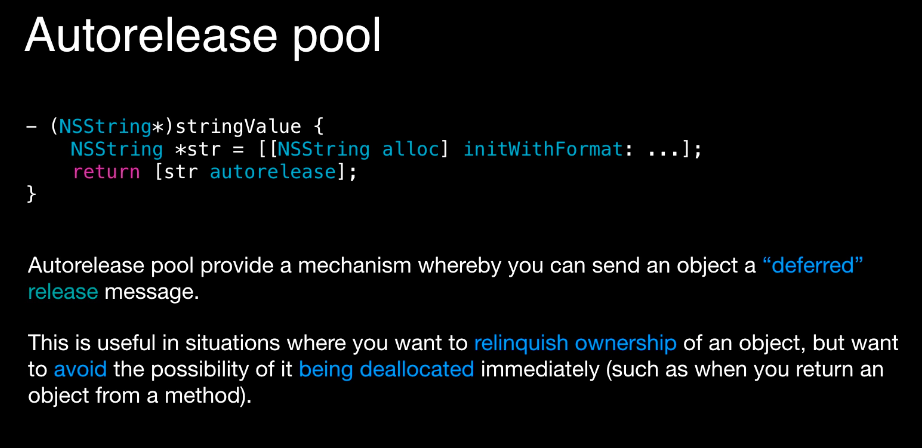 Autorelease pool
- (NSString*)stringValue {
NSString *str = [[NSString alloc] initWithFormat: ...];
return [str autorelease];
}
Autorelease pool provide a mechanism whereby you can send an object a “deferred”
release message.
This is useful in situations where you want to relinquish ownership of an object, but want
to avoid the possibility of it being deallocated immediately (such as when you return an
object from a method).